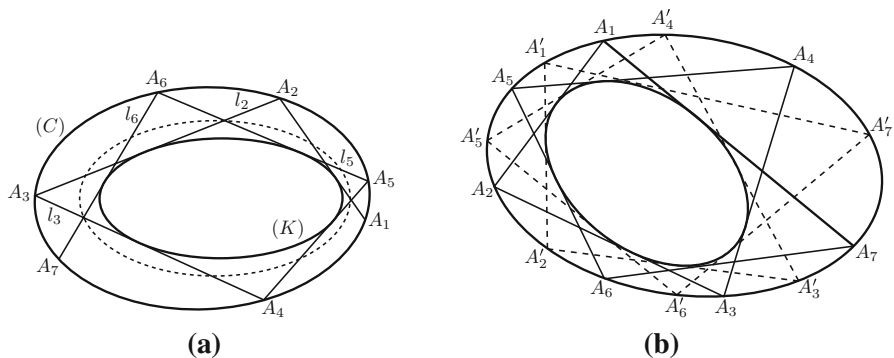 A₆
A₂
l₂
l₆
(C)
l₅
A₃
A₅
l₃
(K)
A₁
A₇
A₄
(a)
A₁
A′₄
A′₁
A₄
A₅
A′₇
A′₅
A₂
A′₂
A₇
A₆
A′₆
A₃
A′₃
(b)